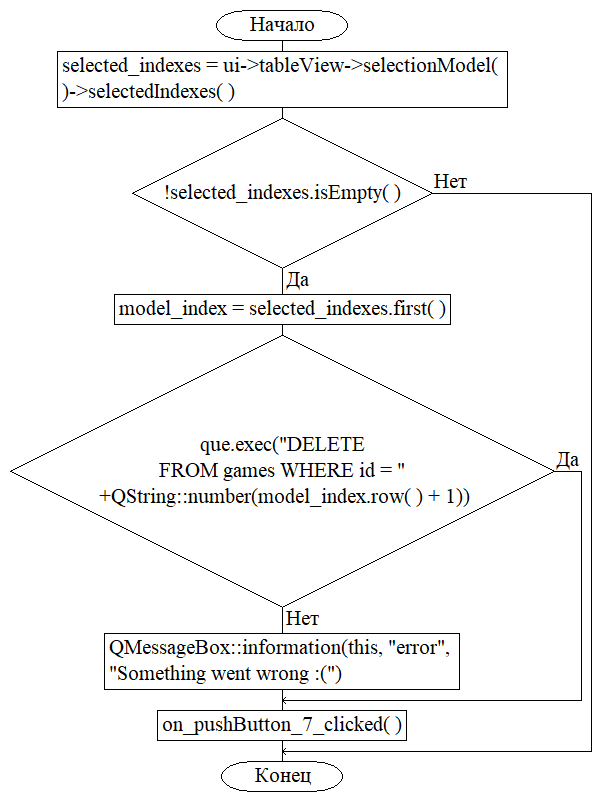 Начало
selected_indexes = ui->tableView->selectionModel(
)->selectedIndexes( )
!selected_indexes.isEmpty( )
Нет
Да
model_index = selected_indexes.first( )
que.exec("DELETE
FROM games WHERE id = "
+QString::number(model_index.row( ) + 1))
Да
Нет
QMessageBox::information(this, "error",
"Something went wrong :(")
on_pushButton_7_clicked( )
Конец